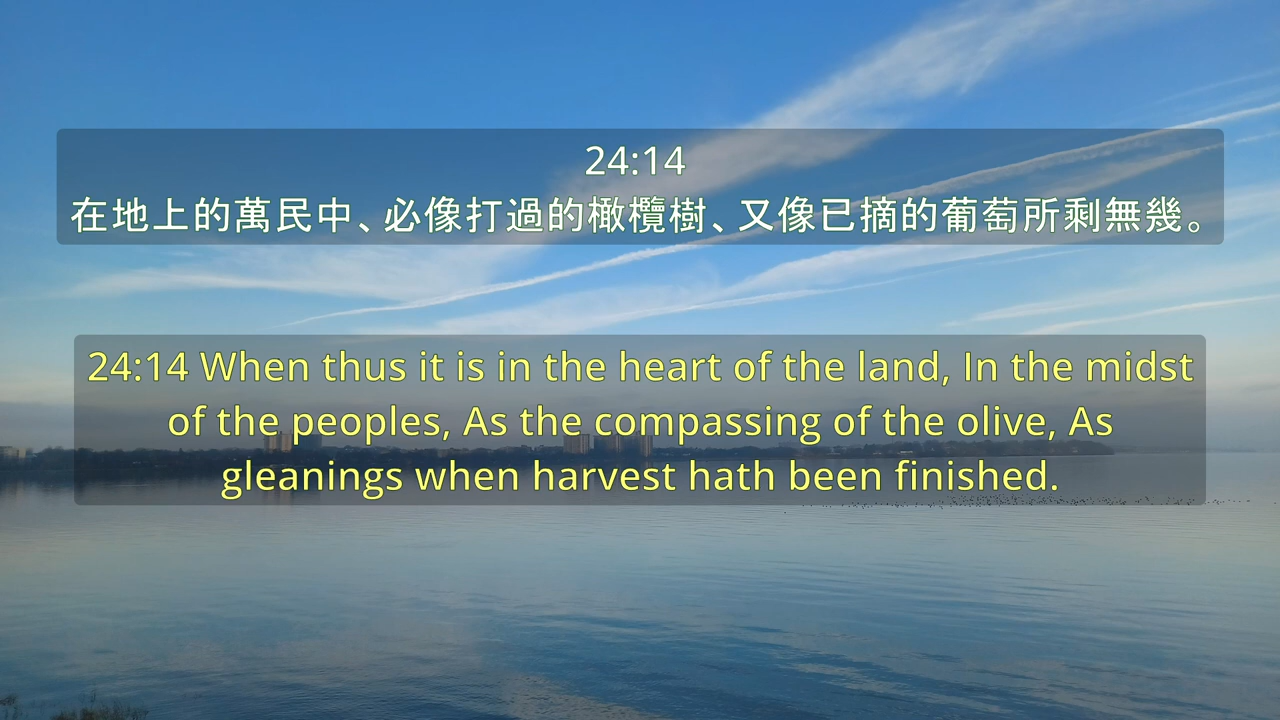 24:14
在地上的萬民中、必像打過的橄欖樹、又像已摘的葡萄所剩無幾。
24:14 When thus it is in the heart of the land, In the midst
of the peoples, As the compassing of the olive, As
gleanings when harvest hath been finished.